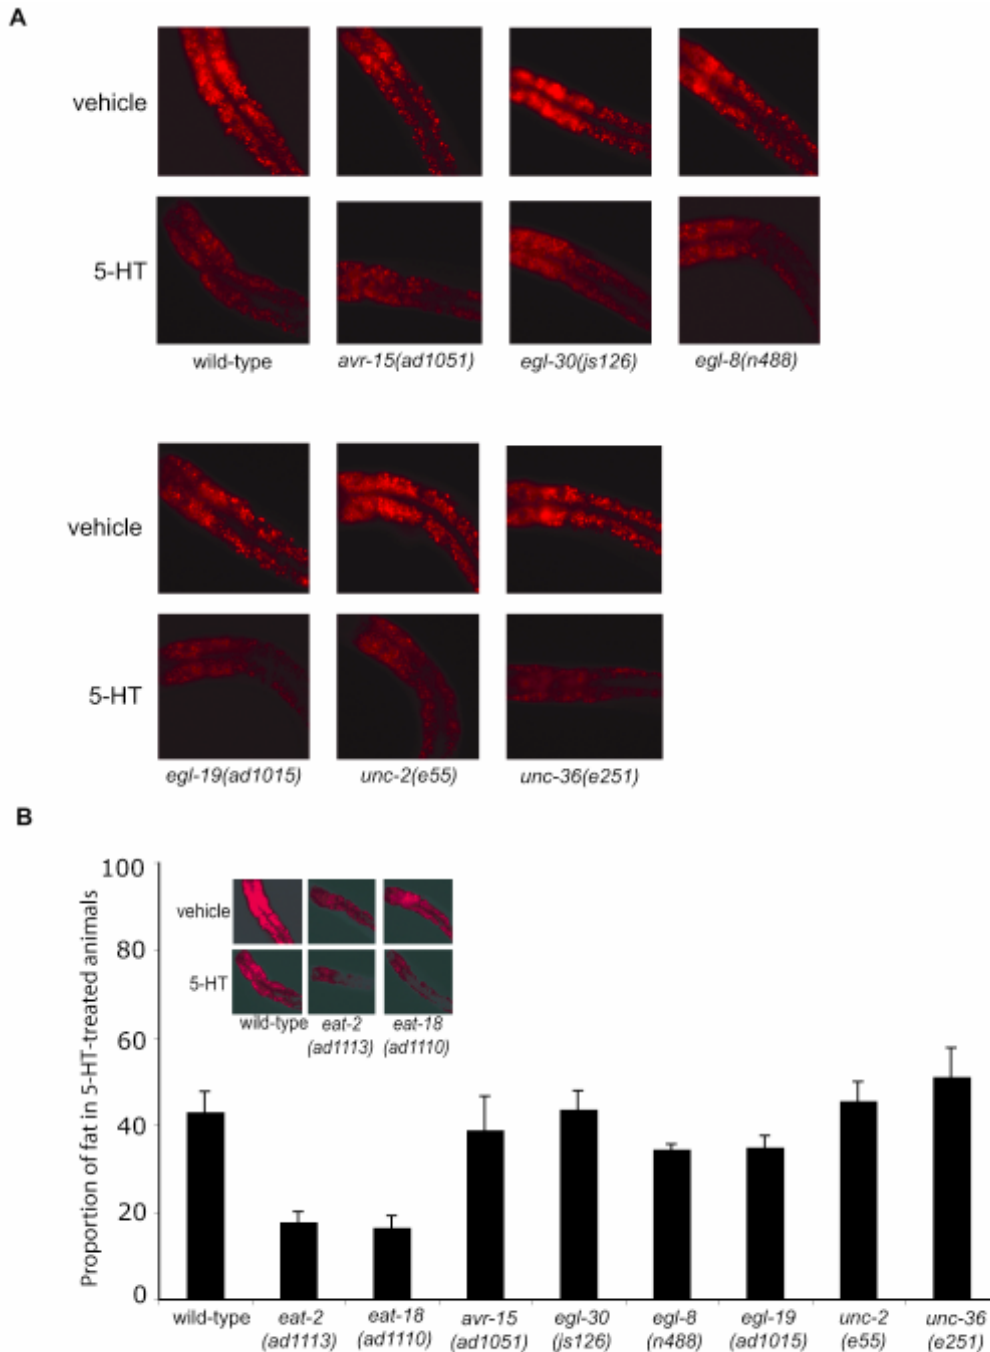 A
vehicle
5-HT
wild-type avr-15(ad1051) egl-30(js126) egl-8(n488)
vehicle
5-HT
egl-19(ad1015) unc-2(e55) unc-36(e251)
B
Proportion of fat in 5-HT-treated animals
100
80
60
40
20
0
vehicle
5-HT
wild-type eat-2 eat-18
(ad1113) (ad1110)
wild-type eat-2 eat-18 avr-15 egl-30 egl-8 egl-19 unc-2 unc-36
(ad1113) (ad1110) (ad1051) (js126) (n488) (ad1015) (e55) (e251)